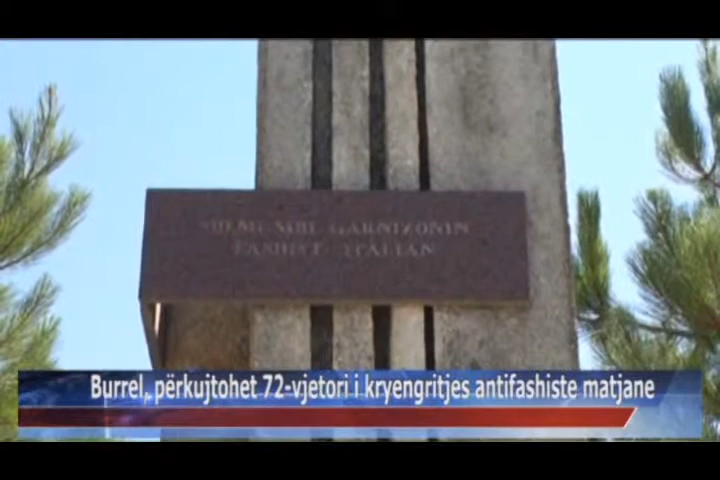 SULMI MBI GARNIZONIN
FASHIST ITALIAN
Burrel, përkujtohet 72-vjetori i kryengritjes antifashiste matjane